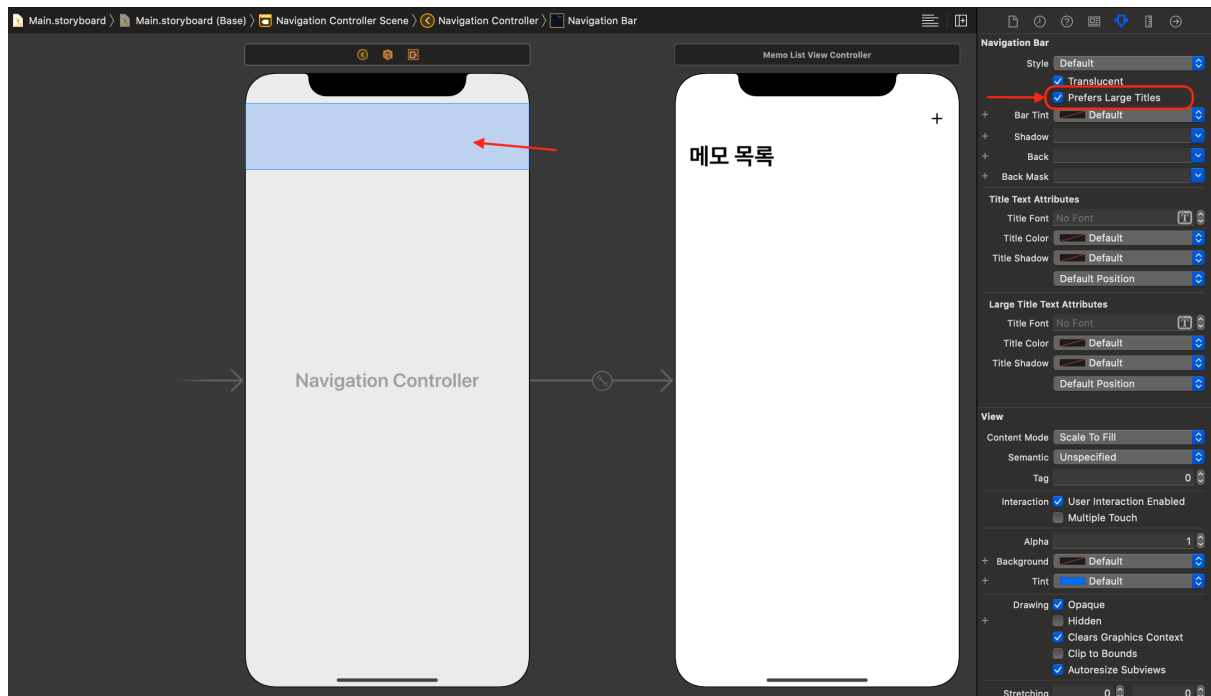 Main.storyboard
Main.storyboard (Base)
Navigation Controller Scene
Navigation Controller
Navigation Bar
Memo List View Controller
메모 목록
Navigation Controller
Navigation Bar
Style Default
Translucent
Prefers Large Titles
Bar Tint Default
Shadow
Back
Back Mask
Title Text Attributes
Title Font No Font
Title Color Default
Title Shadow Default
Default Position
Large Title Text Attributes
Title Font No Font
Title Color Default
Title Shadow Default
Default Position
View
Content Mode Scale To Fill
Semantic Unspecified
Tag 0
Interaction User Interaction Enabled
Multiple Touch
Alpha 1
Background Default
Tint Default
Drawing Opaque
Hidden
Clears Graphics Context
Clip to Bounds
Autoresize Subviews
Stretching 0 0